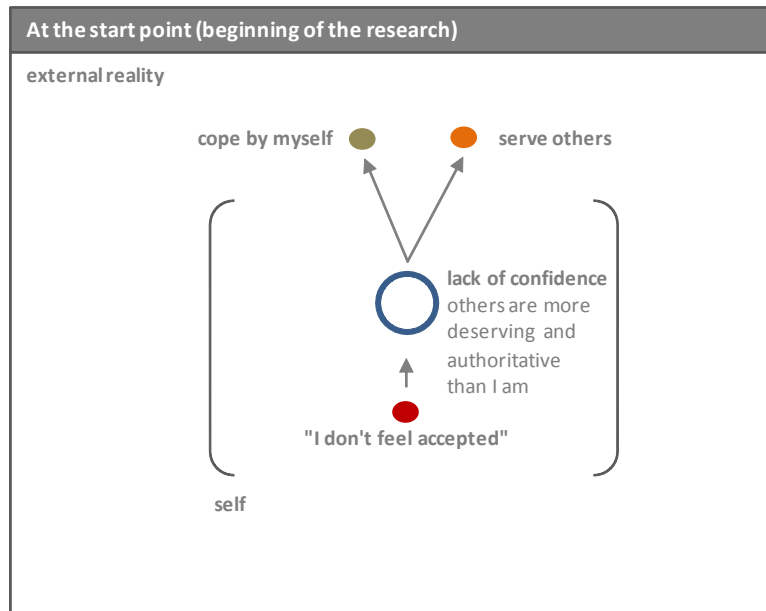 At the start point (beginning of the research)
external reality
cope by myself
serve others
lack of confidence
others are more
deserving and
authoritative
than I am
"I don't feel accepted"
self